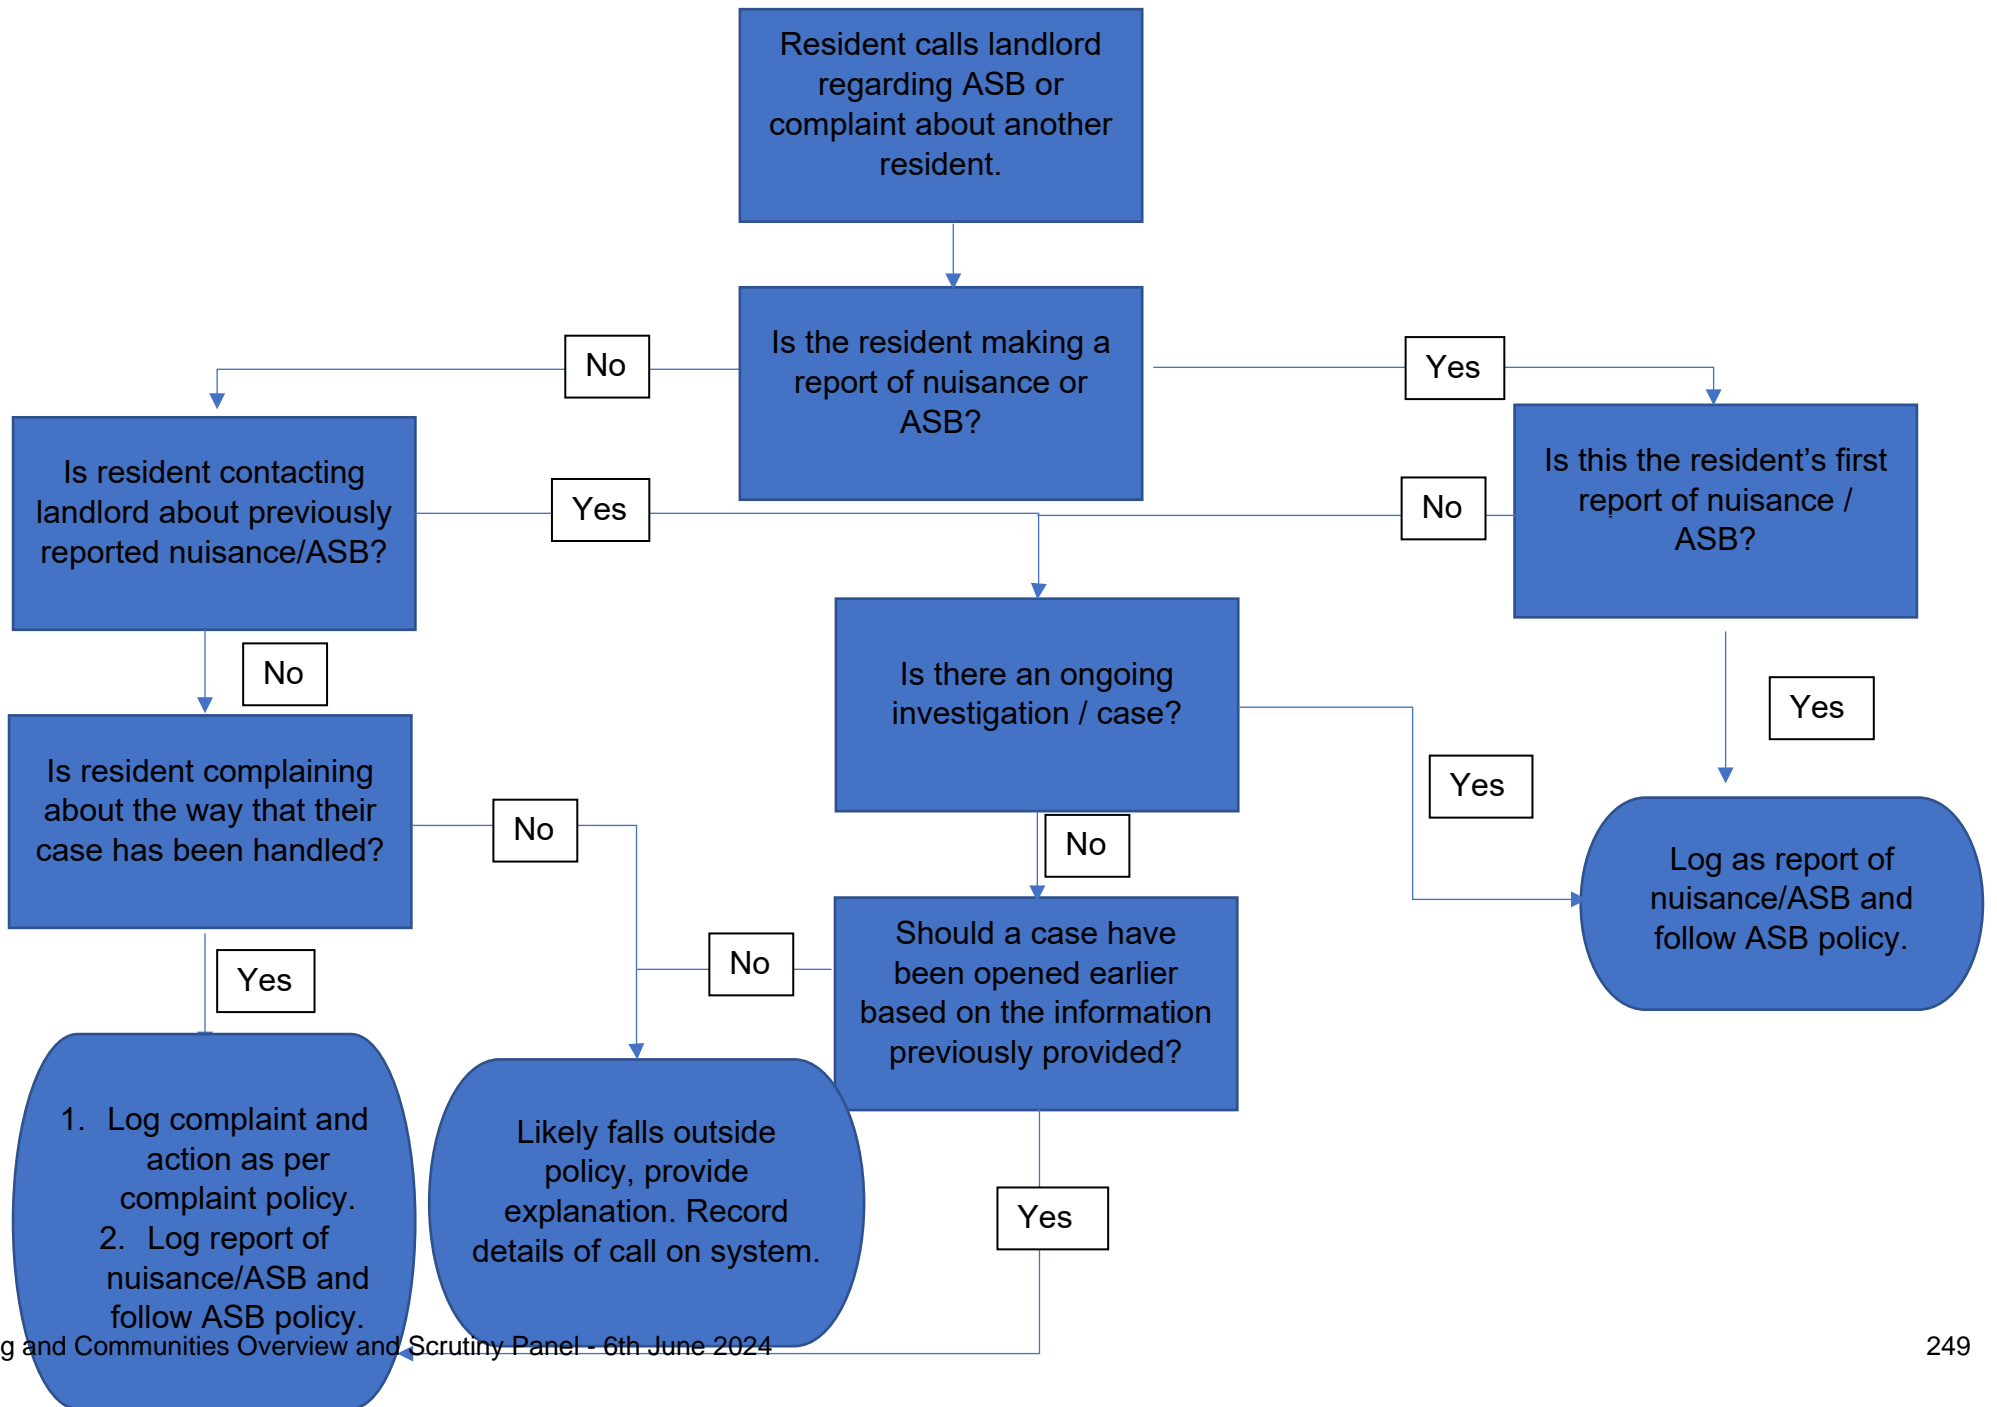 Resident calls landlord
regarding ASB or
complaint about another
resident.
Is the resident making a
report of nuisance or
ASB?
No
Yes
Is resident contacting
landlord about previously
reported nuisance/ASB?
Yes
No
Is this the resident’s first
report of nuisance /
ASB?
No
Is there an ongoing
investigation / case?
Yes
Yes
Is resident complaining
about the way that their
case has been handled?
No
No
Log as report of
nuisance/ASB and
follow ASB policy.
Should a case have
been opened earlier
based on the information
previously provided?
No
Yes
1. Log complaint and
action as per
complaint policy.
2. Log report of
nuisance/ASB and
follow ASB policy.
Likely falls outside
policy, provide
explanation. Record
details of call on system.
Yes
g and Communities Overview and Scrutiny Panel - 6th June 2024
249